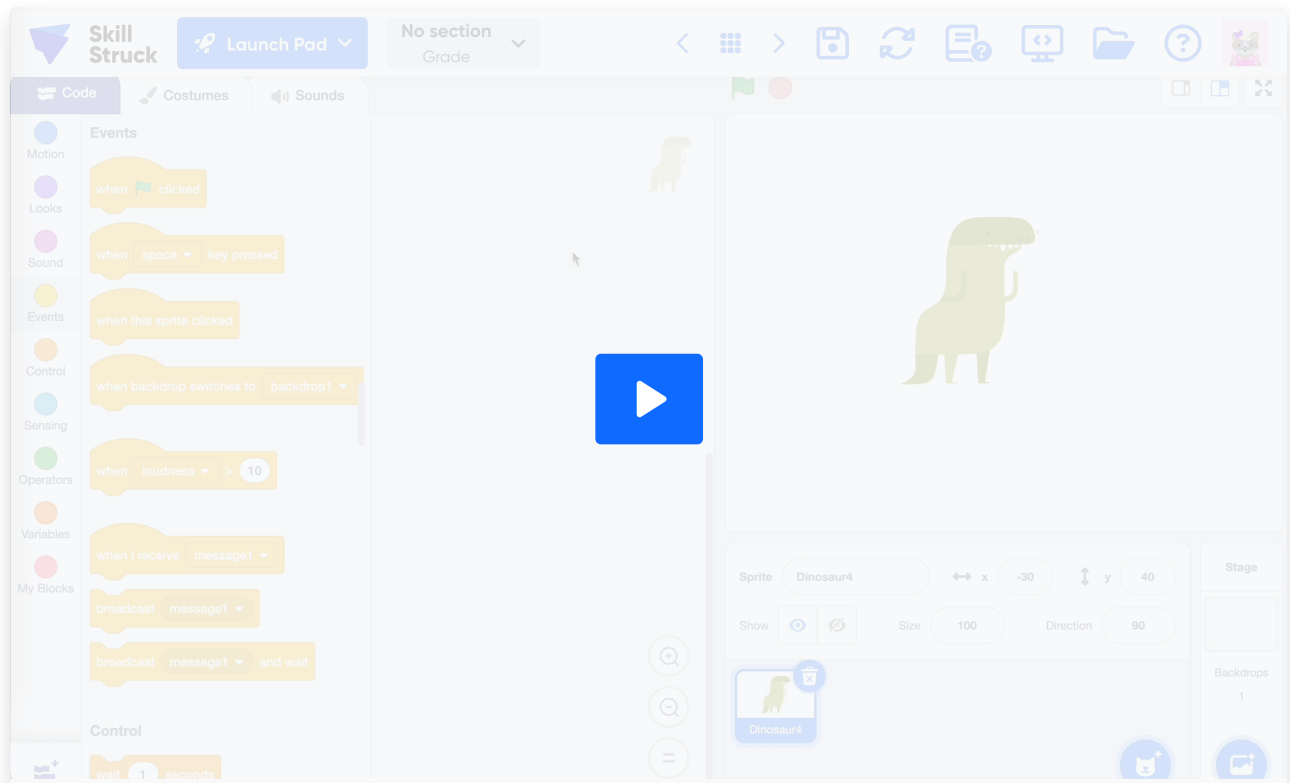 Skill
Struck
Launch Pad
No section
Grade
Code
Costumes
Sounds
Motion
Looks
Sound
Events
Control
Sensing
Operators
Variables
My Blocks
Events
when clicked
when space key pressed
when this sprite clicked
when backdrop switches to backdrop1
when loudness > 10
when I receive message1
broadcast message1
broadcast message1 and wait
Control
wait 1 seconds
Sprite Dinosaur4 x -30 y 40
Show Size 100 Direction 90
Dinosaur4
Stage
Backdrops
1